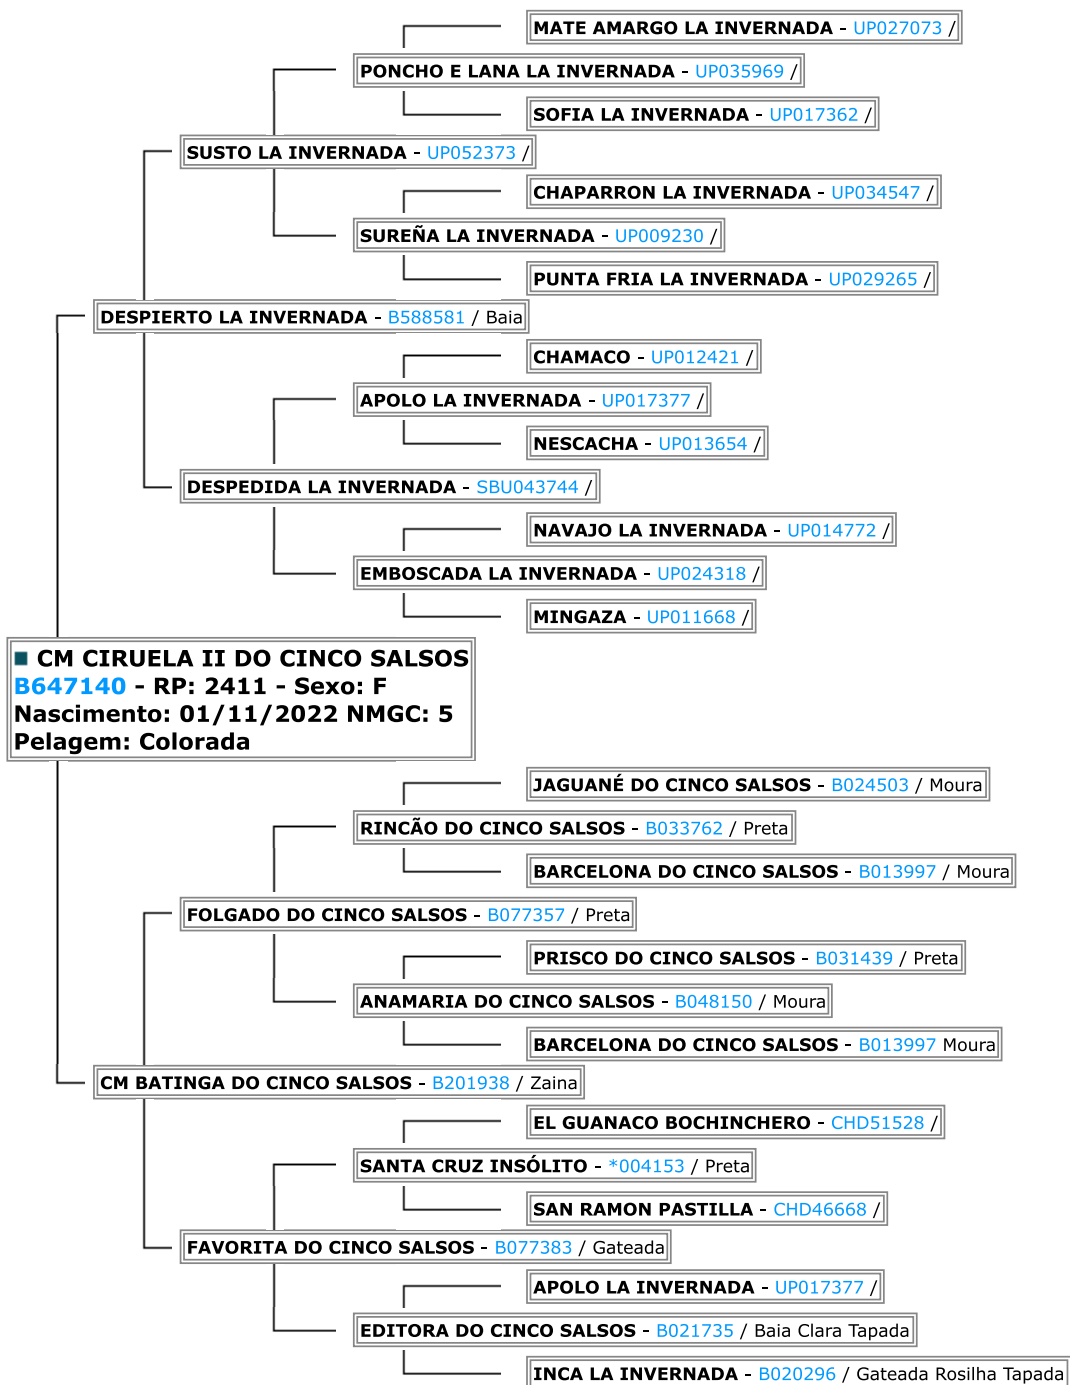 MATE AMARGO LA INVERNADA - UP027073 /
PONCHO E LANA LA INVERNADA - UP035969 /
SOFIA LA INVERNADA - UP017362 /
SUSTO LA INVERNADA - UP052373 /
CHAPARRON LA INVERNADA - UP034547 /
SUREÑA LA INVERNADA - UP009230 /
PUNTA FRIA LA INVERNADA - UP029265 /
DESPIERTO LA INVERNADA - B588581 / Baia
CHAMACO - UP012421 /
APOLO LA INVERNADA - UP017377 /
NESCACHA - UP013654 /
DESPEDIDA LA INVERNADA - SBU043744 /
NAVAJO LA INVERNADA - UP014772 /
EMBOSCADA LA INVERNADA - UP024318 /
MINGAZA - UP011668 /
■ CM CIRUELA II DO CINCO SALSOS
B647140 - RP: 2411 - Sexo: F
Nascimento: 01/11/2022 NMGC: 5
Pelagem: Colorada
JAGUANÉ DO CINCO SALSOS - B024503 / Moura
RINCÃO DO CINCO SALSOS - B033762 / Preta
BARCELONA DO CINCO SALSOS - B013997 / Moura
FOLGADO DO CINCO SALSOS - B077357 / Preta
PRISCO DO CINCO SALSOS - B031439 / Preta
ANAMARIA DO CINCO SALSOS - B048150 / Moura
BARCELONA DO CINCO SALSOS - B013997 Moura
CM BATINGA DO CINCO SALSOS - B201938 / Zaina
EL GUANACO BOCHINCHERO - CHD51528 /
SANTA CRUZ INSÓLITO - *004153 / Preta
SAN RAMON PASTILLA - CHD46668 /
FAVORITA DO CINCO SALSOS - B077383 / Gateada
APOLO LA INVERNADA - UP017377 /
EDITORA DO CINCO SALSOS - B021735 / Baia Clara Tapada
INCA LA INVERNADA - B020296 / Gateada Rosilha Tapada